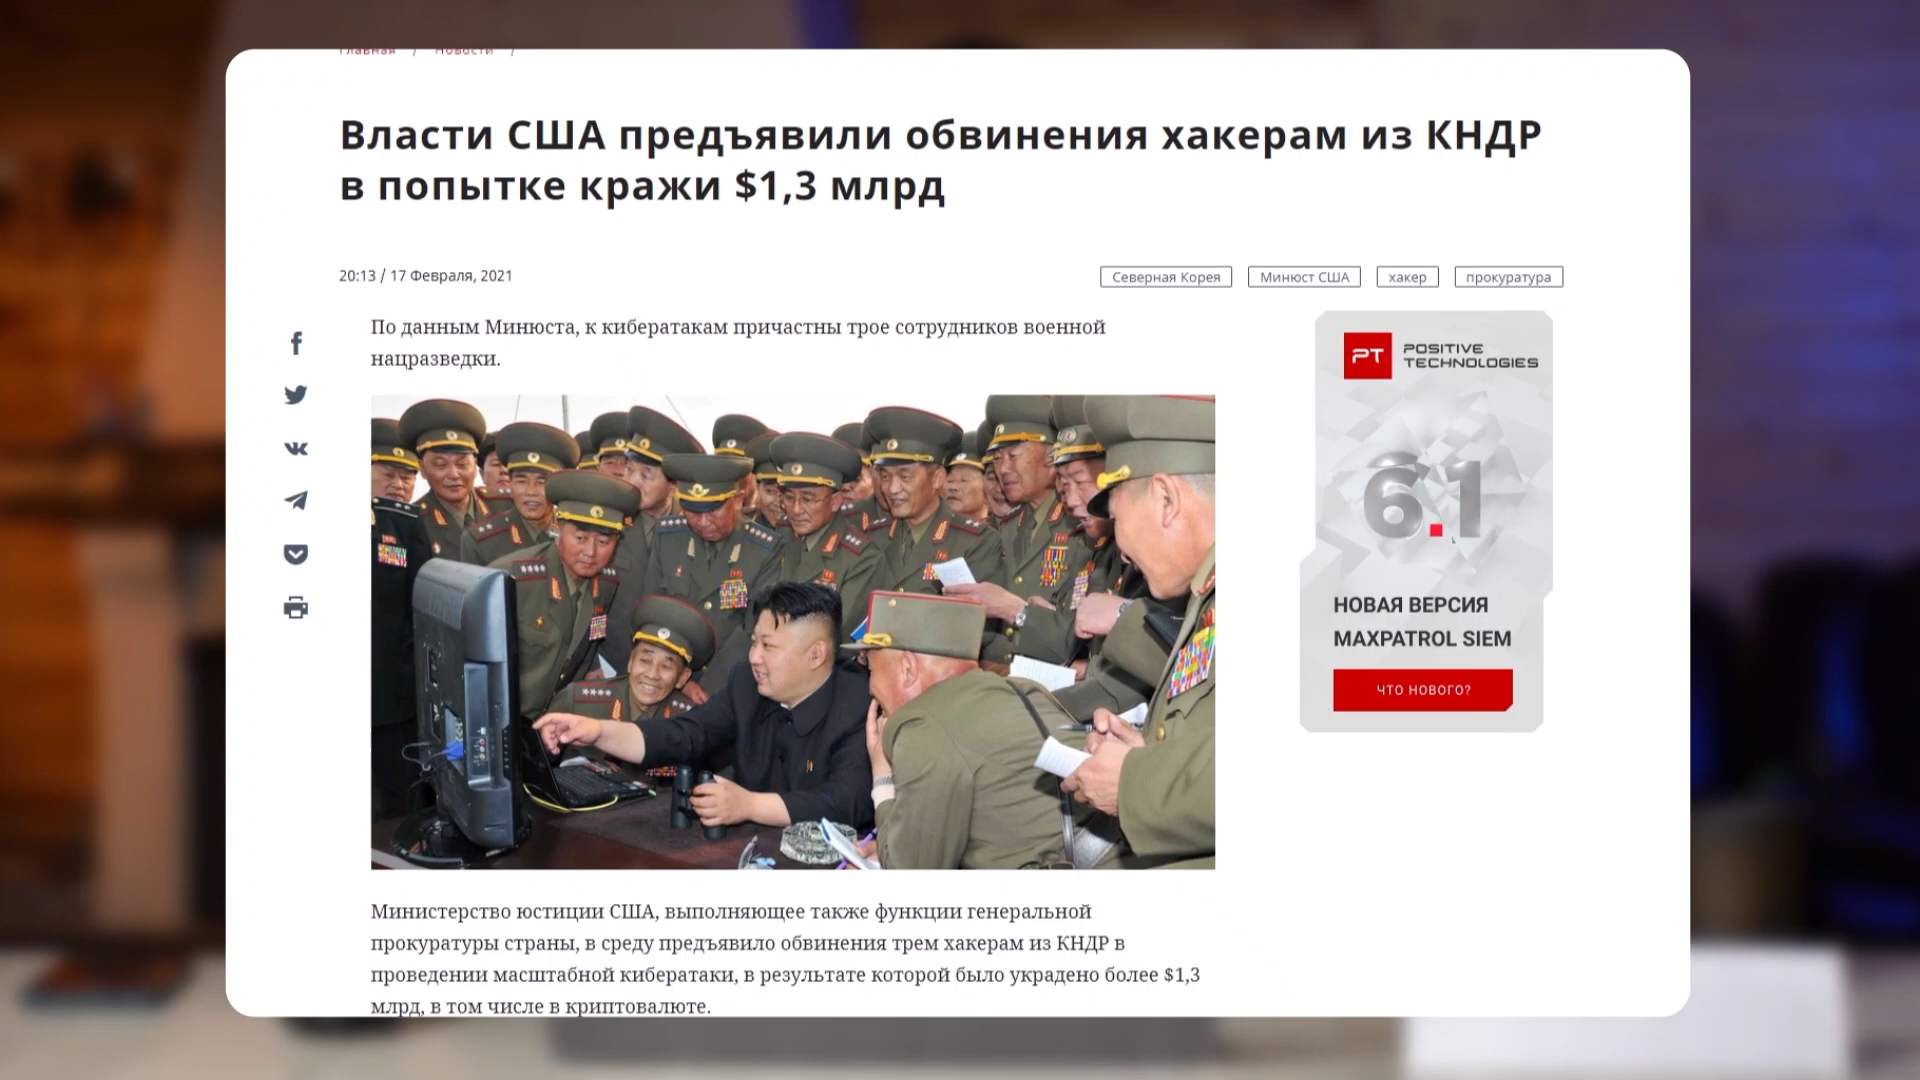 Главная / Новости /
Власти США предъявили обвинения хакерам из КНДР
в попытке кражи $1,3 млрд
20:13 / 17 Февраля, 2021
Северная Корея
Минюст США
хакер
прокуратура
По данным Минюста, к кибератакам причастны трое сотрудников военной
нацразведки.
PT POSITIVE
TECHNOLOGIES
6.1
НОВАЯ ВЕРСИЯ
MAXPATROL SIEM
ЧТО НОВОГО?
Министерство юстиции США, выполняющее также функции генеральной
прокуратуры страны, в среду предъявило обвинения трем хакерам из КНДР в
проведении масштабной кибератаки, в результате которой было украдено более $1,3
млрд, в том числе в криптовалюте.